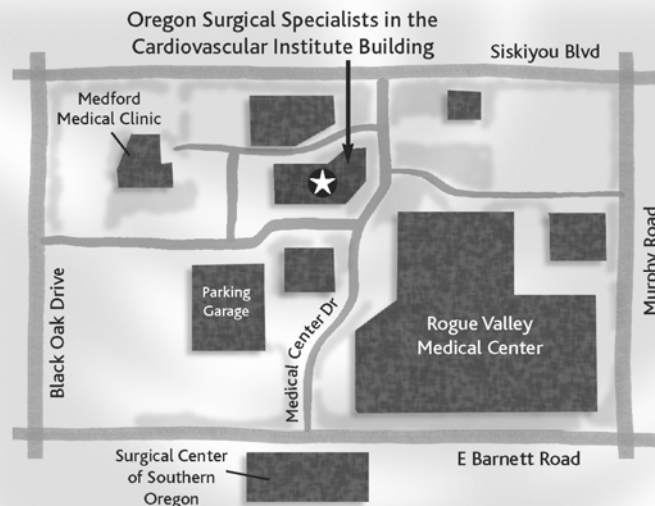 Oregon Surgical Specialists in the
Cardiovascular Institute Building
Siskiyou Blvd
Medford
Medical Clinic
Murphy Road
Parking
Garage
Black Oak Drive
Medical Center Dr
Rogue Valley
Medical Center
Surgical Center
of Southern
Oregon
E Barnett Road